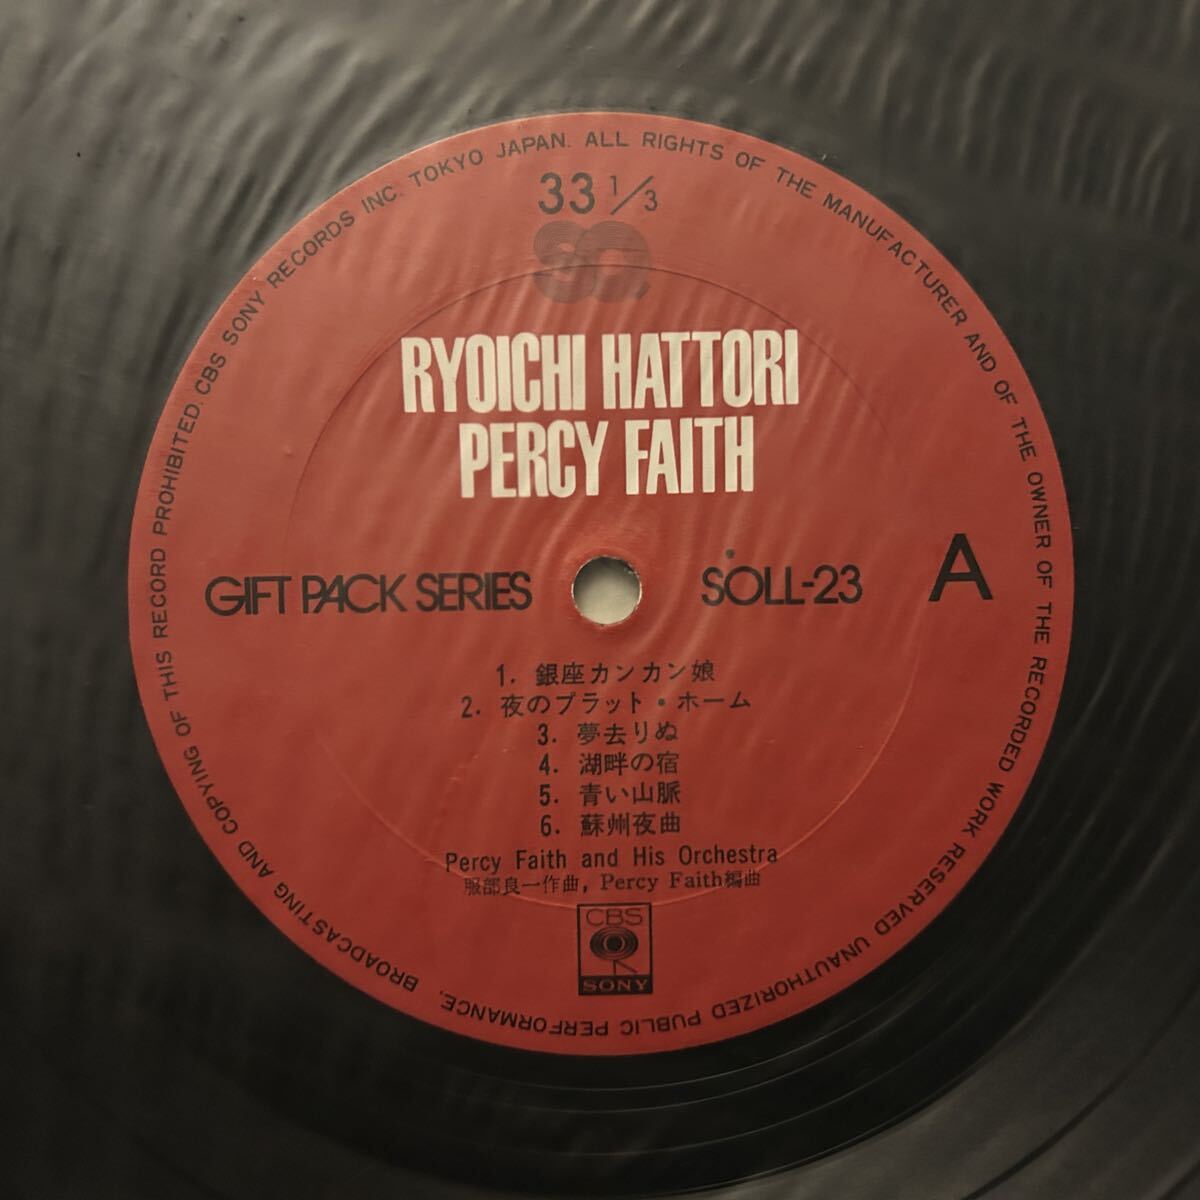 CBS SONY RECORDS INC. TOKYO JAPAN. ALL RIGHTS OF THE MANUFACTURER AND OF THE OWNER OF THE RECORDED WORK RESERVED UNAUTHORIZED PUBLIC PERFORMANCE, BROADCASTING AND COPYING OF THIS RECORD PROHIBITED.
33 1/3
SQ
RYOICHI HATTORI
PERCY FAITH
GIFT PACK SERIES
SOLL-23
A
1. 銀座カンカン娘
2. 夜のプラット・ホーム
3. 夢去りぬ
4. 湖畔の宿
5. 青い山脈
6. 蘇州夜曲
Percy Faith and His Orchestra
服部良一作曲, Percy Faith編曲
CBS
SONY